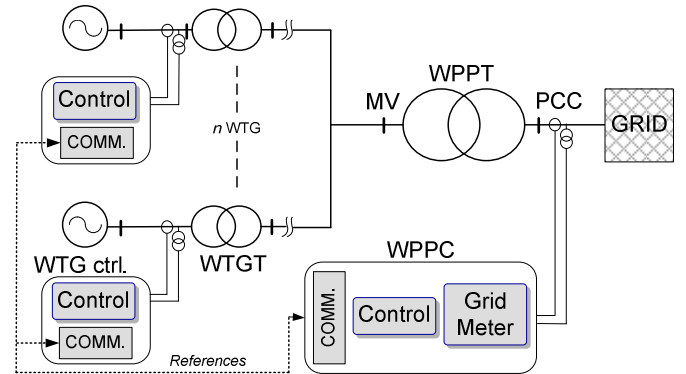 Control
COMM.
n WTG
MV
WPPT
PCC
GRID
WTG ctrl.
WTGT
Control
COMM.
References
WPPC
COMM.
Control
Grid
Meter